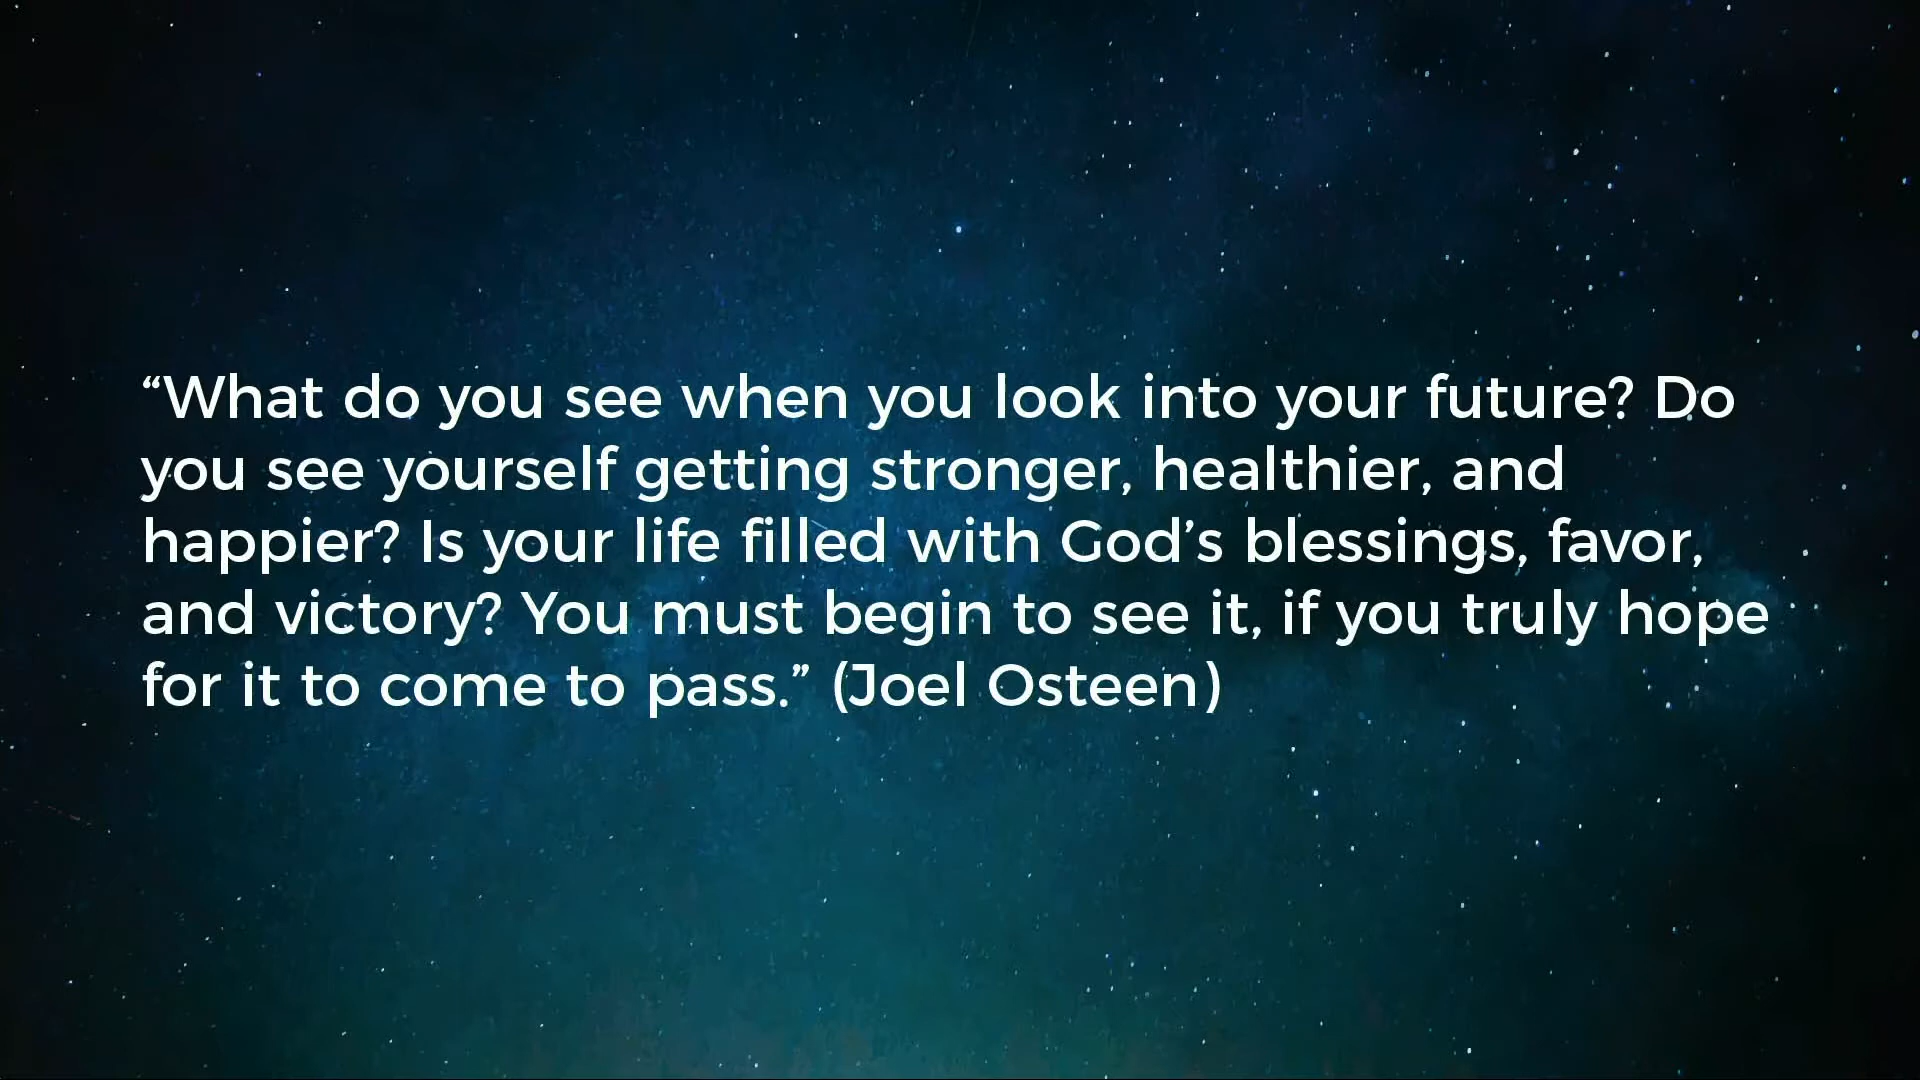 “What do you see when you look into your future? Do
you see yourself getting stronger, healthier, and
happier? Is your life filled with God’s blessings, favor,
and victory? You must begin to see it, if you truly hope
for it to come to pass.” (Joel Osteen)